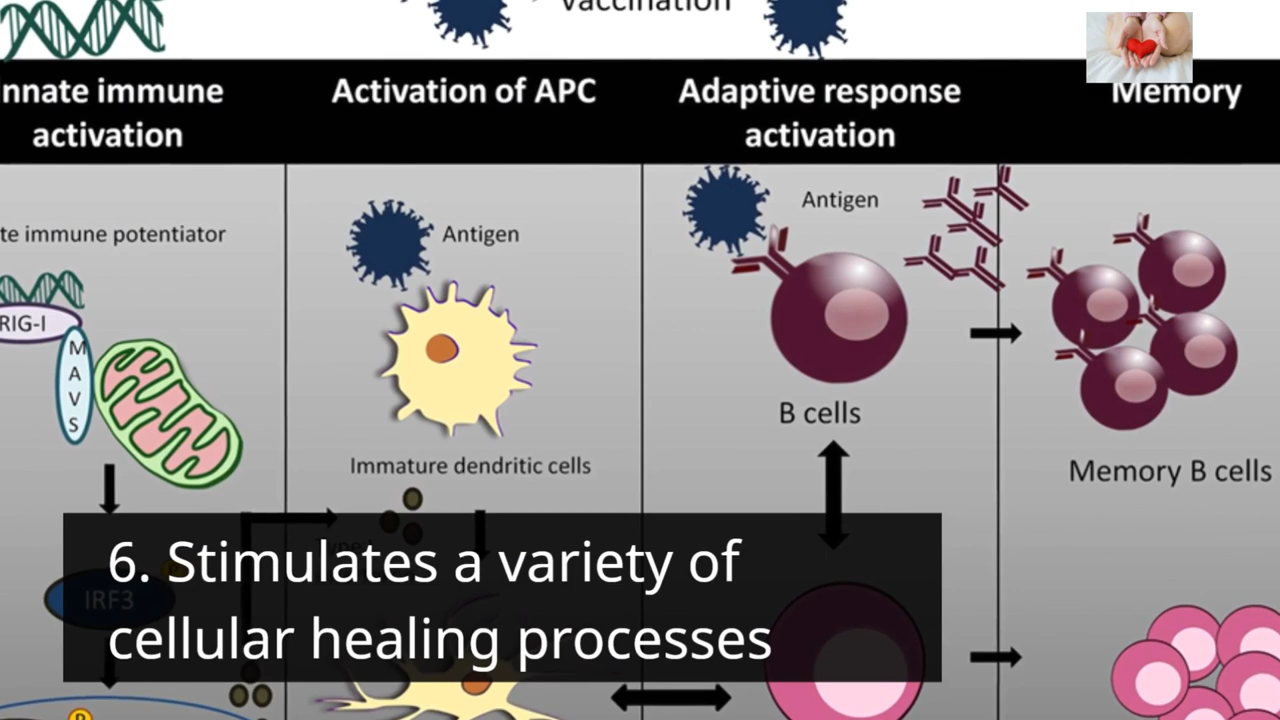 vaccination
nnate immune
activation
Activation of APC
Adaptive response
activation
Memory
te immune potentiator
RIG-I
M
A
V
S
Antigen
Immature dendritic cells
Antigen
B cells
Memory B cells
IRF3
P
6. Stimulates a variety of
cellular healing processes